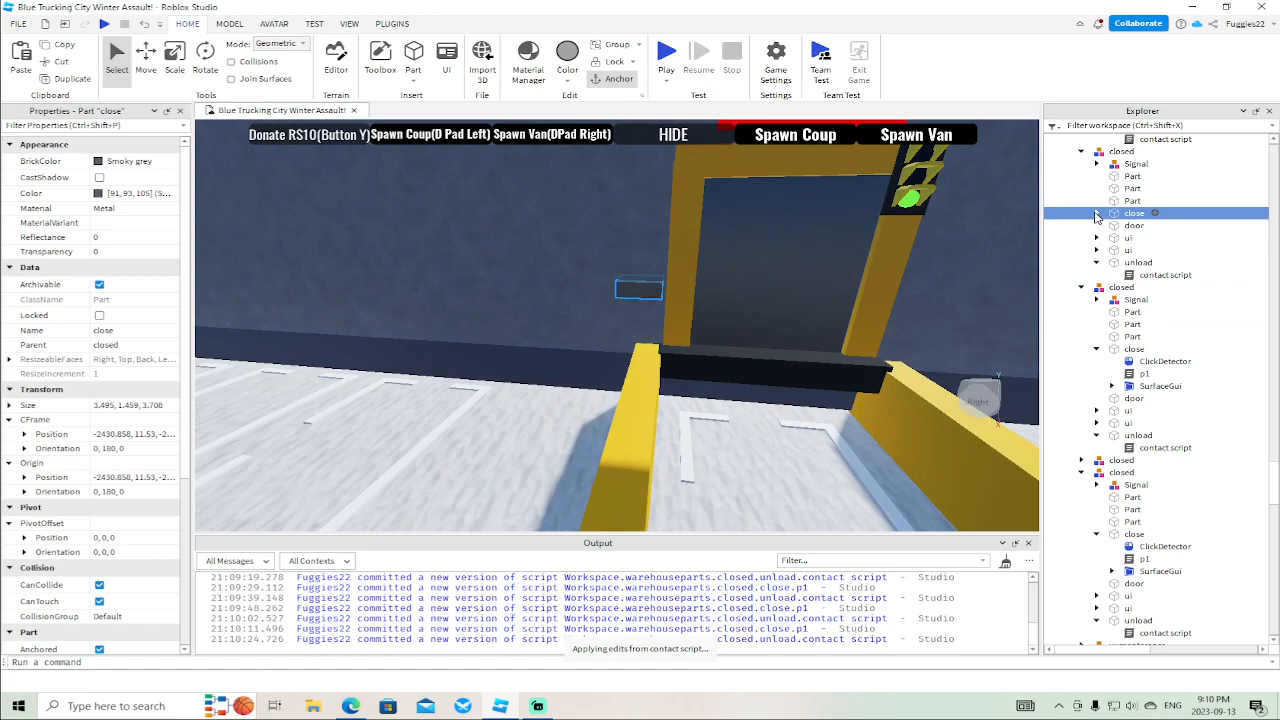 Blue Trucking City Winter Assault! - Roblox Studio
FILE HOME MODEL AVATAR TEST VIEW PLUGINS Collaborate Fuggies22
Paste Copy Cut Duplicate Clipboard
Select Move Scale Rotate Mode: Geometric Collisions Join Surfaces Tools
Editor Terrain
Toolbox Part UI Insert
Import 3D File
Material Manager Color Group Lock Anchor Edit
Play Resume Stop Test
Game Settings Settings
Team Test Exit Game Team Test
Properties - Part "close"
Filter Properties (Ctrl+Shift+P)
Appearance
BrickColor Smoky grey
CastShadow
Color [91, 93, 105] (S...
Material Metal
MaterialVariant
Reflectance 0
Transparency 0
Data
Archivable
ClassName Part
Locked
Name close
Parent closed
ResizeableFaces Right, Top, Back, Le...
ResizeIncrement 1
Transform
Size 3.495, 1.459, 3.708
CFrame
Position -2430.858, 11.53, -2...
Orientation 0, 180, 0
Origin
Position -2430.858, 11.53, -2...
Orientation 0, 180, 0
Pivot
PivotOffset
Position 0, 0, 0
Orientation 0, 0, 0
Collision
CanCollide
CanTouch
CollisionGroup Default
Part
Anchored
Blue Trucking City Winter Assault!
Donate RS10(Button Y) Spawn Coup(D Pad Left) Spawn Van(DPad Right) HIDE Spawn Coup Spawn Van
Right
Y
Output
All Messages All Contexts Filter...
21:09:19.278 Fuggies22 committed a new version of script Workspace.warehouseparts.closed.unload.contact script - Studio
21:09:29.112 Fuggies22 committed a new version of script Workspace.warehouseparts.closed.close.p1 - Studio
21:09:39.148 Fuggies22 committed a new version of script Workspace.warehouseparts.closed.unload.contact script - Studio
21:09:48.262 Fuggies22 committed a new version of script Workspace.warehouseparts.closed.close.p1 - Studio
21:10:02.527 Fuggies22 committed a new version of script Workspace.warehouseparts.closed.unload.contact script - Studio
21:10:11.496 Fuggies22 committed a new version of script Workspace.warehouseparts.closed.close.p1 - Studio
21:10:24.726 Fuggies22 committed a new version of script Workspace.warehouseparts.closed.unload.contact script - Studio
Applying edits from contact script...
Explorer
Filter workspace (Ctrl+Shift+X)
contact script
closed
Signal
Part
Part
Part
close
door
ui
ui
unload
contact script
closed
Signal
Part
Part
Part
close
ClickDetector
p1
SurfaceGui
door
ui
ui
unload
contact script
closed
closed
Signal
Part
Part
Part
close
ClickDetector
p1
SurfaceGui
door
ui
ui
unload
contact script
Run a command
Type here to search
ENG
9:10 PM
2023-09-13
2